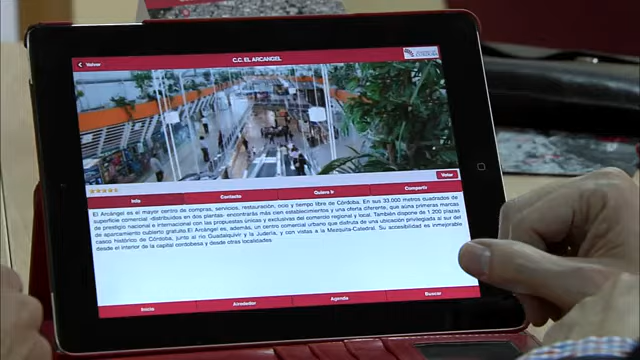 Volver
C.C. EL ARCANGEL
Votar
Info
Contacto
Quiero ir
Compartir
El Arcángel es el mayor centro de compras, servicios, restauración, ocio y tiempo libre de Córdoba. En sus 33.000 metros cuadrados de
superficie comercial -distribuidos en dos plantas- encontrarás más cien establecimientos y una oferta diferente, que aúna primeras marcas
de prestigio nacional e internacional con las propuestas únicas y exclusivas del comercio regional y local. También dispone de 1.200 plazas
de aparcamiento cubierto gratuito.El Arcángel es, además, un centro comercial urbano que disfruta de una ubicación privilegiada al sur del
casco histórico de Córdoba, junto al río Guadalquivir y la Judería, y con vistas a la Mezquita-Catedral. Su accesibilidad es inmejorable
desde el interior de la capital cordobesa y desde otras localidades
Inicio
Alrededor
Agenda
Buscar